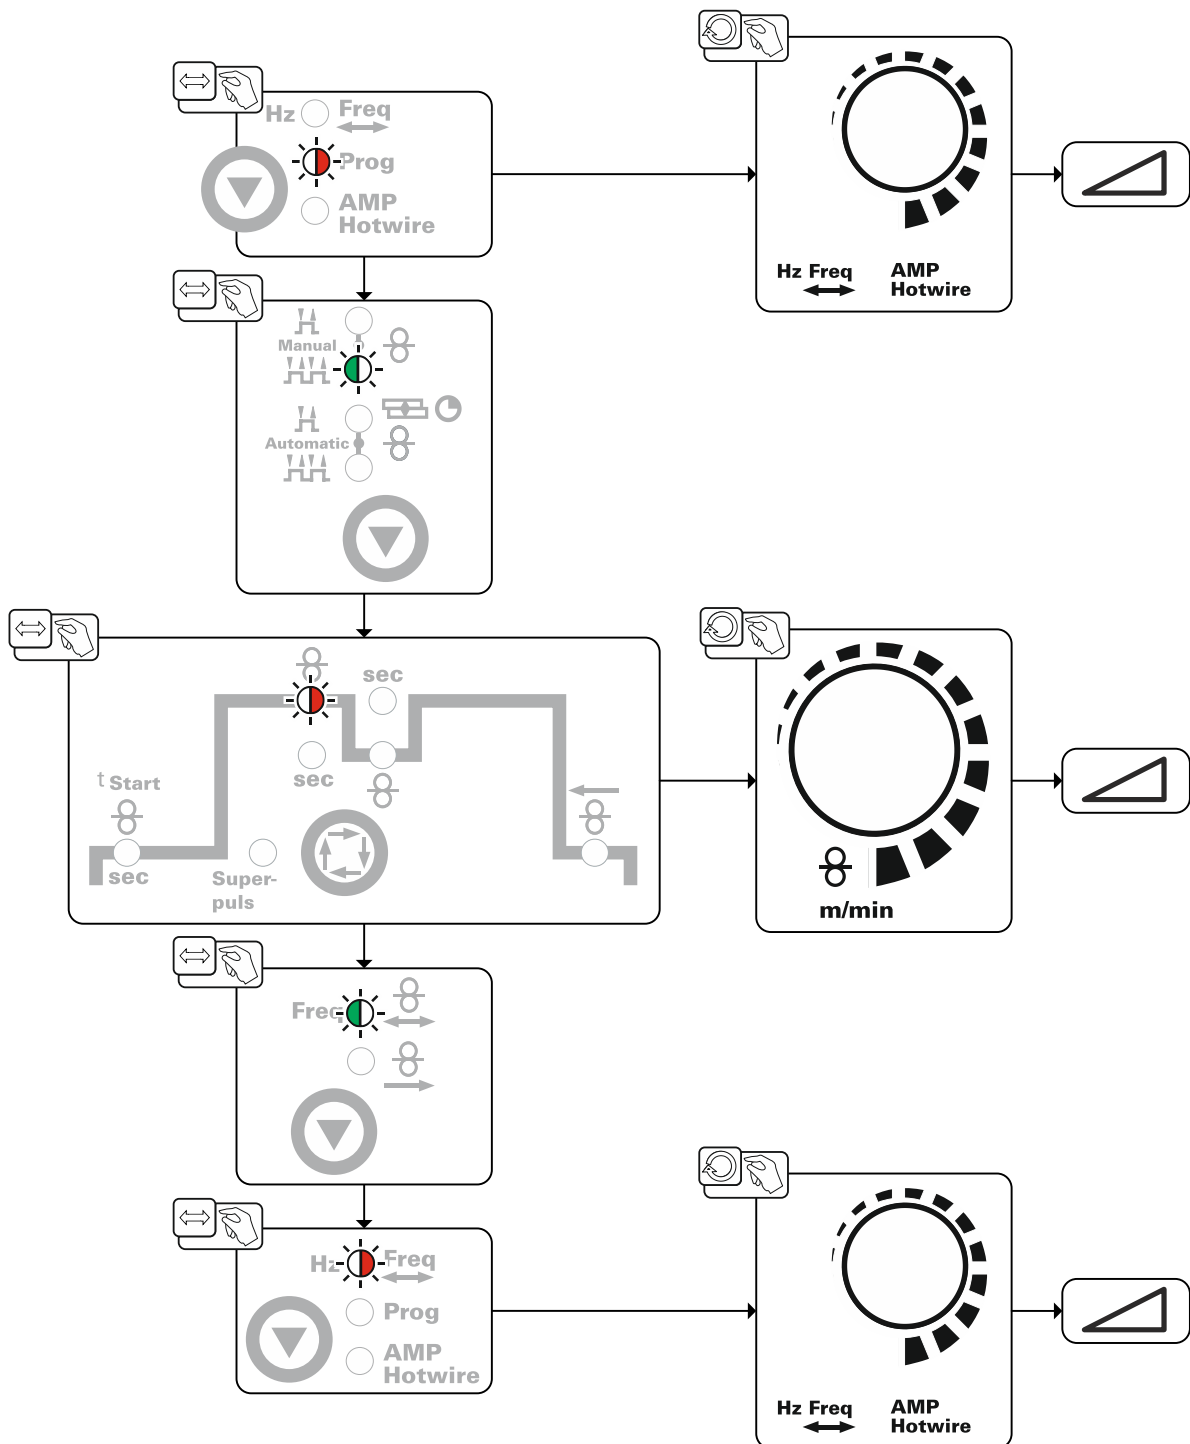 Hz Freq
Prog
AMP
Hotwire
Hz Freq
AMP
Hotwire
Manual
Automatic
sec
sec
t Start
sec
Super-
puls
m/min
Freq
Hz Freq
Prog
AMP
Hotwire
Hz Freq
AMP
Hotwire